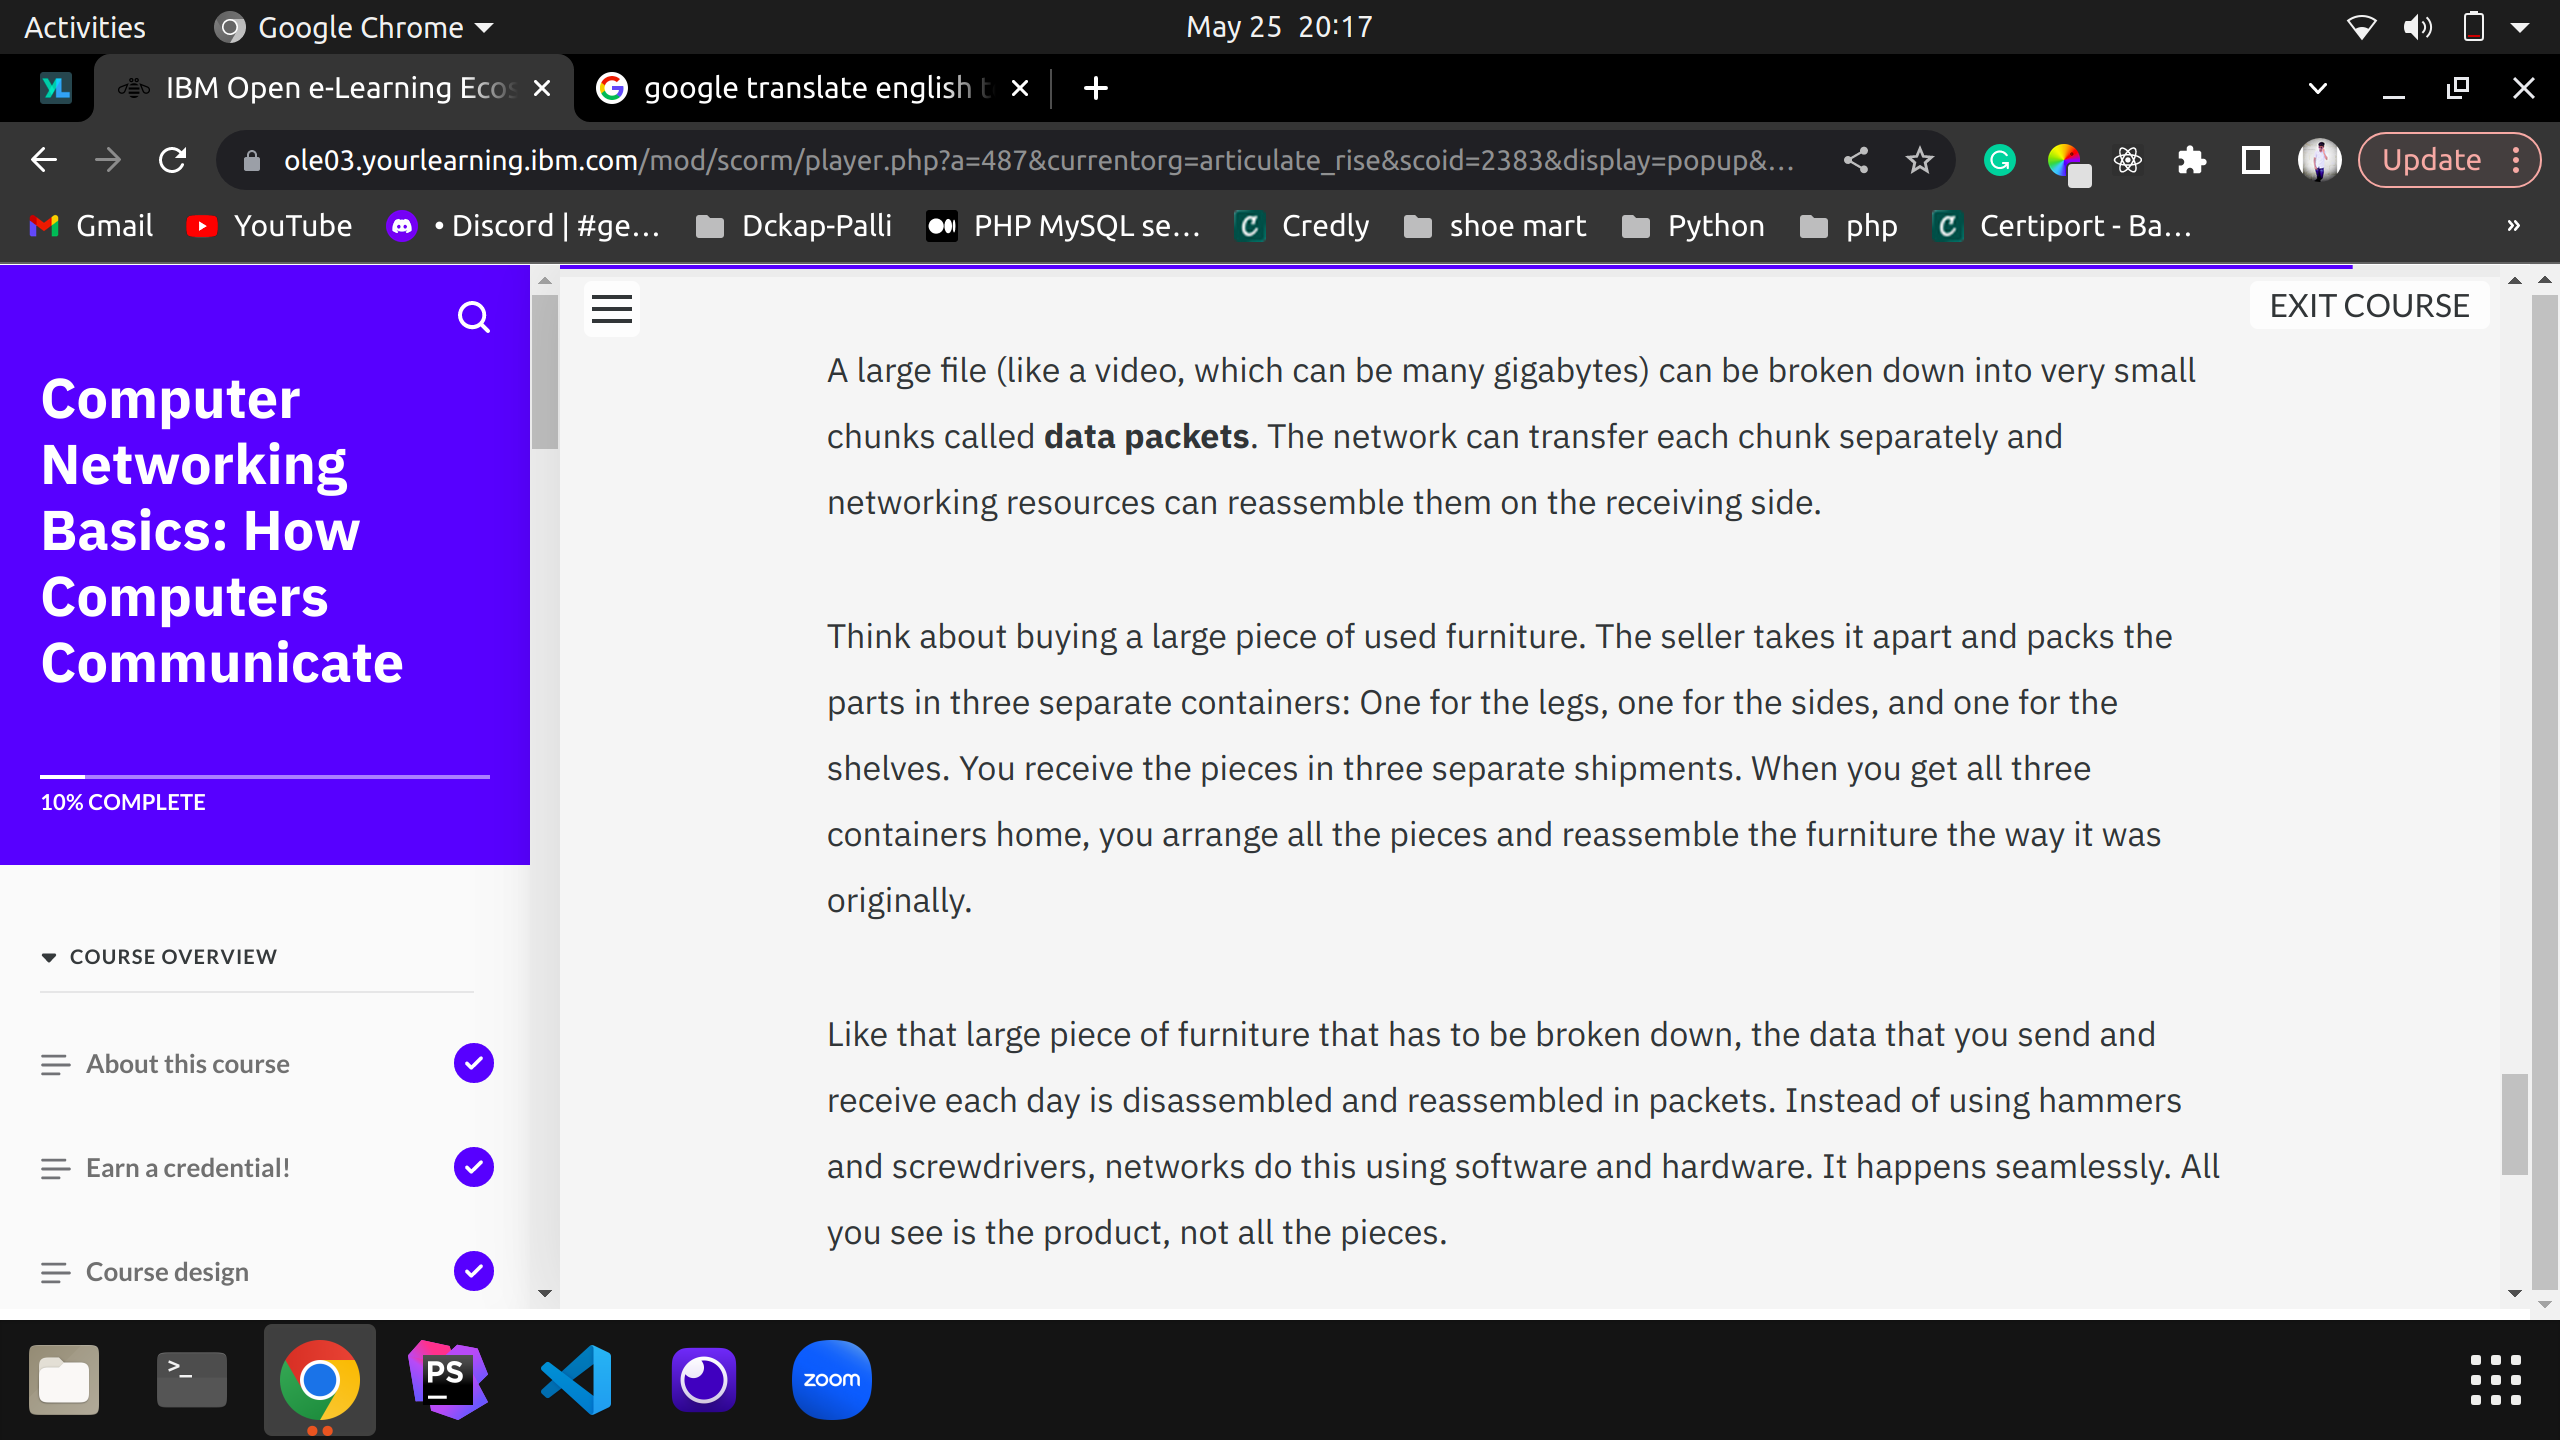 Activities
Google Chrome
May 25 20:17
IBM Open e-Learning Ecos
google translate english t
ole03.yourlearning.ibm.com/mod/scorm/player.php?a=487&currentorg=articulate_rise&scoid=2383&display=popup&...
Update
Gmail
YouTube
• Discord | #ge...
Dckap-Palli
PHP MySQL se...
Credly
shoe mart
Python
php
Certiport - Ba...
»
EXIT COURSE
Computer
Networking
Basics: How
Computers
Communicate
10% COMPLETE
COURSE OVERVIEW
About this course
Earn a credential!
Course design
A large file (like a video, which can be many gigabytes) can be broken down into very small
chunks called data packets. The network can transfer each chunk separately and
networking resources can reassemble them on the receiving side.
Think about buying a large piece of used furniture. The seller takes it apart and packs the
parts in three separate containers: One for the legs, one for the sides, and one for the
shelves. You receive the pieces in three separate shipments. When you get all three
containers home, you arrange all the pieces and reassemble the furniture the way it was
originally.
Like that large piece of furniture that has to be broken down, the data that you send and
receive each day is disassembled and reassembled in packets. Instead of using hammers
and screwdrivers, networks do this using software and hardware. It happens seamlessly. All
you see is the product, not all the pieces.
>_
PS
zoom